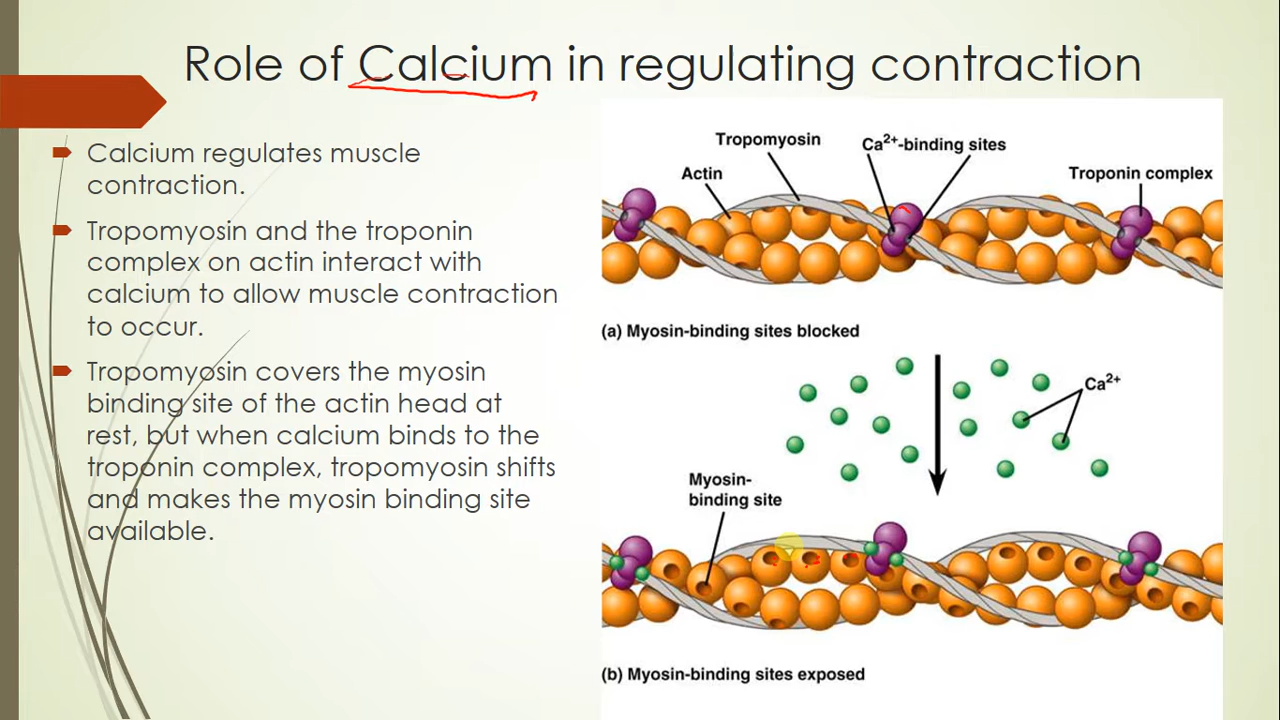 Role of Calcium in regulating contraction
Calcium regulates muscle
contraction.
Tropomyosin and the troponin
complex on actin interact with
calcium to allow muscle contraction
to occur.
Tropomyosin covers the myosin
binding site of the actin head at
rest, but when calcium binds to the
troponin complex, tropomyosin shifts
and makes the myosin binding site
available.
Tropomyosin
Ca²⁺-binding sites
Actin
Troponin complex
(a) Myosin-binding sites blocked
Ca²⁺
Myosin-
binding site
(b) Myosin-binding sites exposed